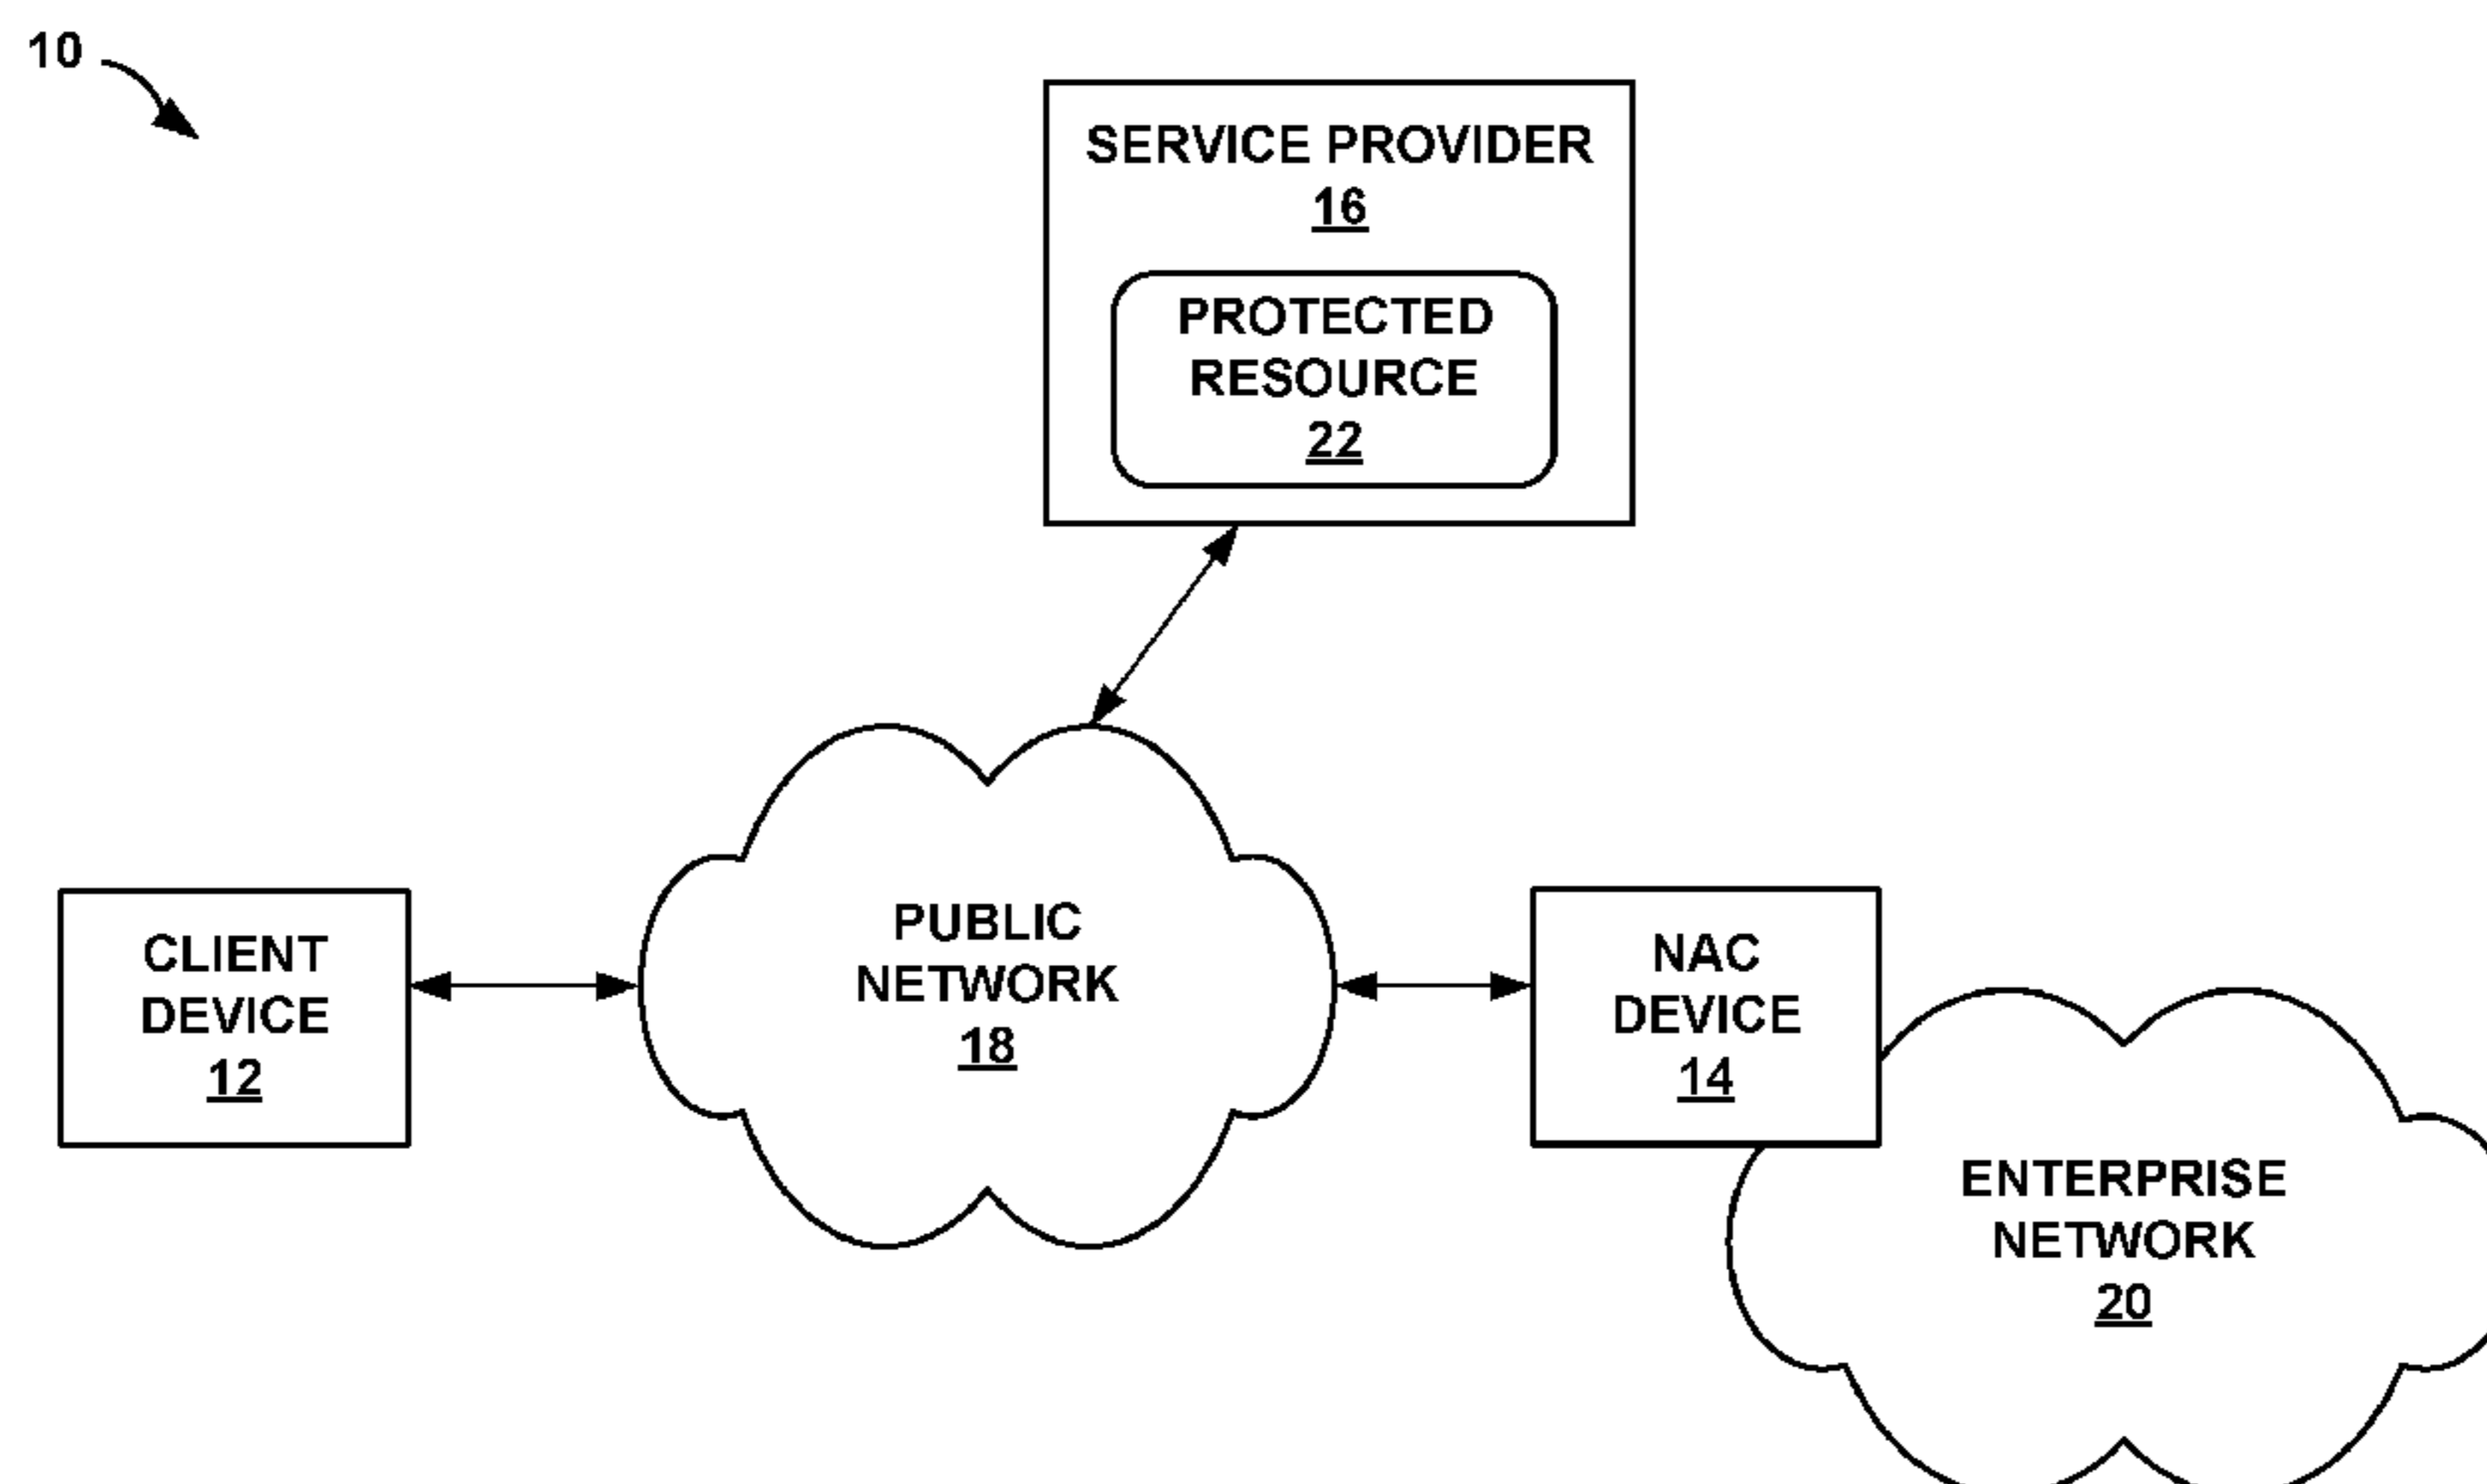 10
SERVICE PROVIDER
16
PROTECTED
RESOURCE
22
PUBLIC
NETWORK
18
CLIENT
DEVICE
12
NAC
DEVICE
14
ENTERPRISE
NETWORK
20